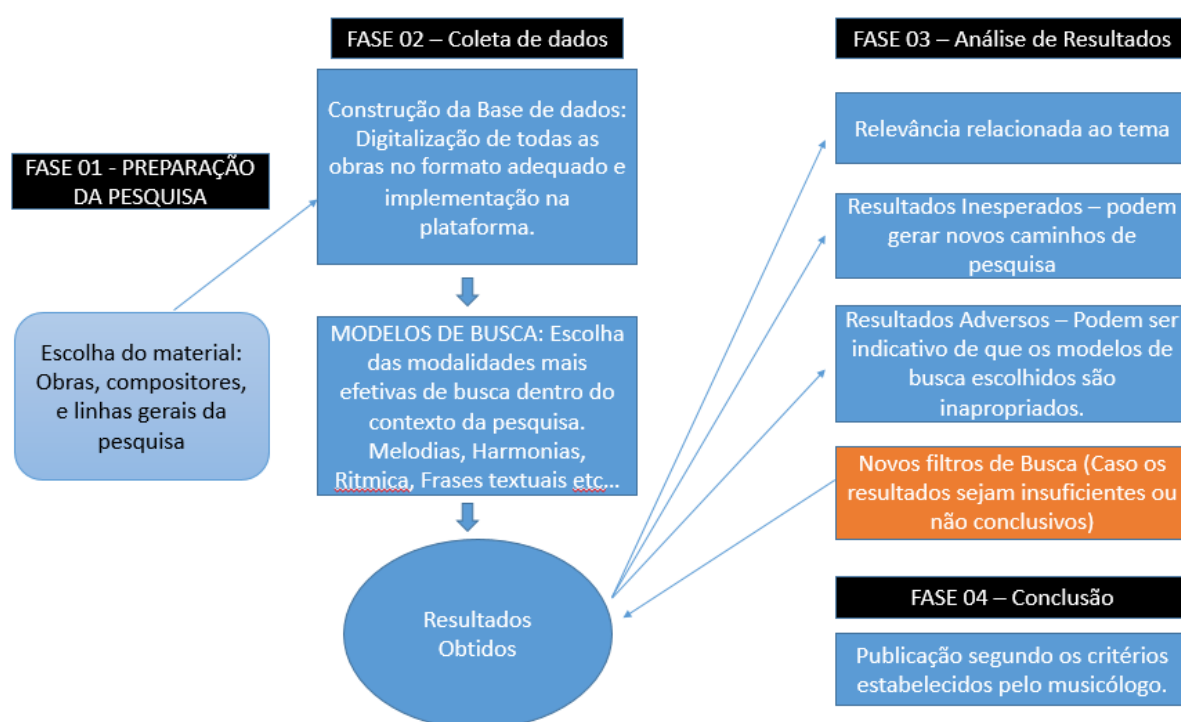 FASE 01 - PREPARAÇÃO
DA PESQUISA
Escolha do material:
Obras, compositores,
e linhas gerais da
pesquisa
FASE 02 – Coleta de dados
Construção da Base de dados:
Digitalização de todas as
obras no formato adequado e
implementação na
plataforma.
MODELOS DE BUSCA: Escolha
das modalidades mais
efetivas de busca dentro do
contexto da pesquisa.
Melodias, Harmonias,
Ritmica, Frases textuais etc...
Resultados
Obtidos
FASE 03 – Análise de Resultados
Relevância relacionada ao tema
Resultados Inesperados – podem
gerar novos caminhos de
pesquisa
Resultados Adversos – Podem ser
indicativo de que os modelos de
busca escolhidos são
inapropriados.
Novos filtros de Busca (Caso os
resultados sejam insuficientes ou
não conclusivos)
FASE 04 – Conclusão
Publicação segundo os critérios
estabelecidos pelo musicólogo.